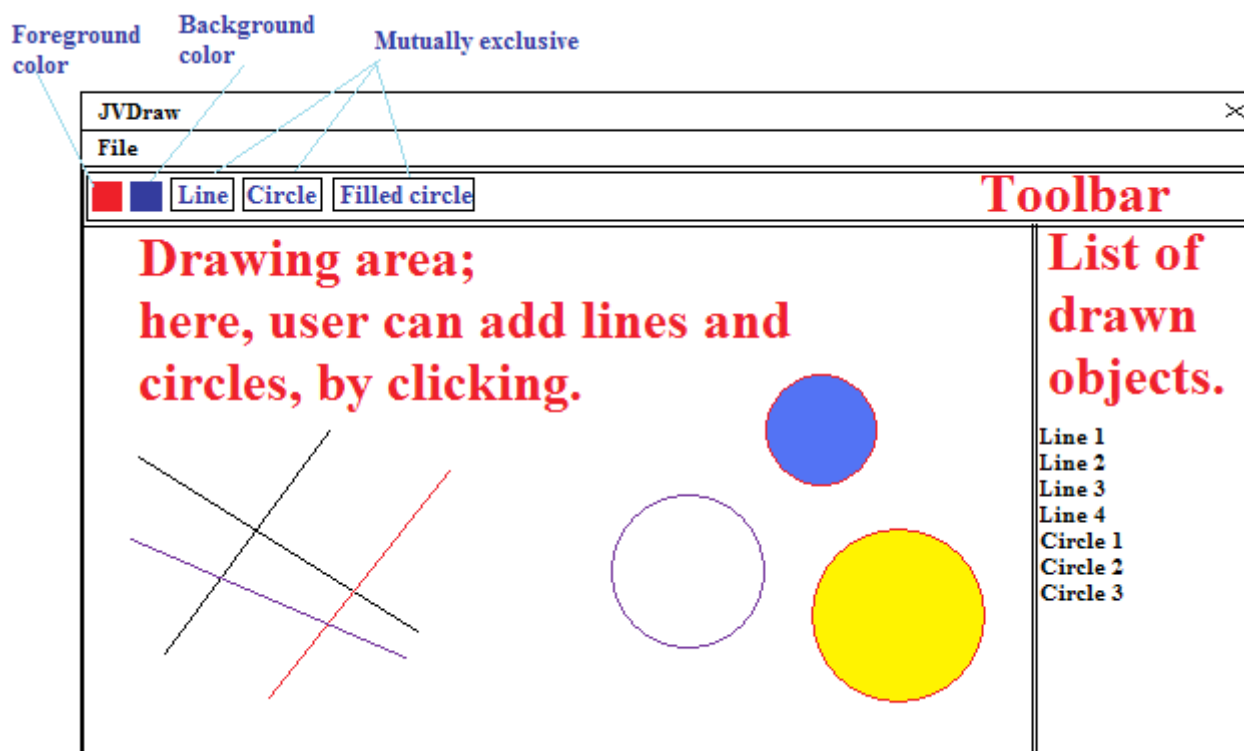 Foreground
color
Background
color
Mutually exclusive
JVDraw
File
Line
Circle
Filled circle
Toolbar
Drawing area;
here, user can add lines and
circles, by clicking.
List of
drawn
objects.
Line 1
Line 2
Line 3
Line 4
Circle 1
Circle 2
Circle 3